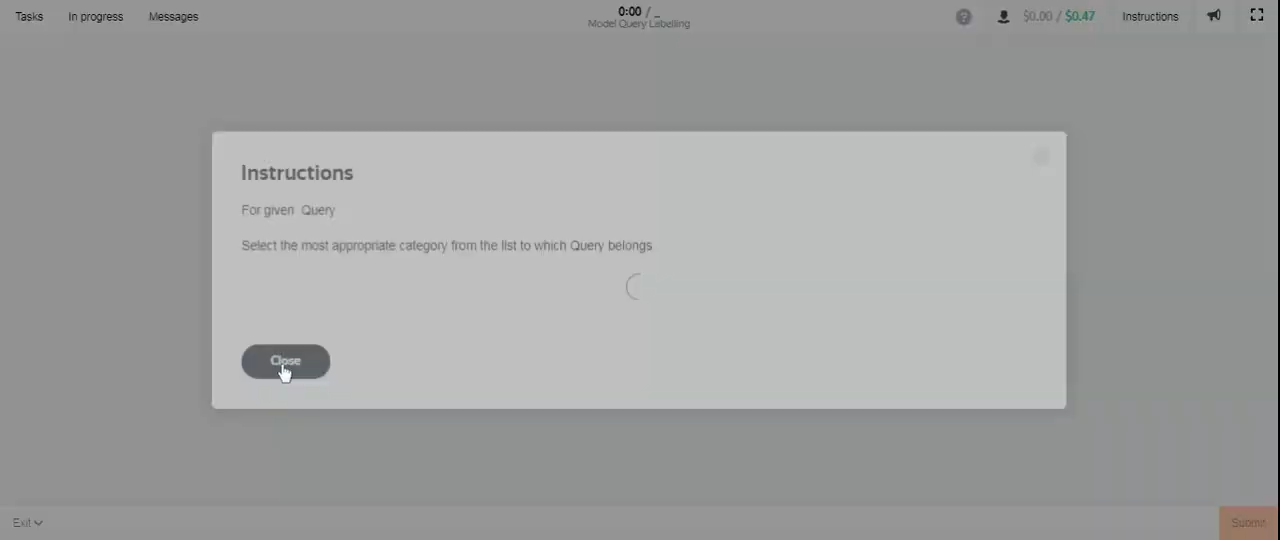 Tasks In progress Messages 0:00 / _ $0.00 / $0.47 Instructions
Model Query Labelling
Instructions
For given Query
Select the most appropriate category from the list to which Query belongs
Close
Exit Submit